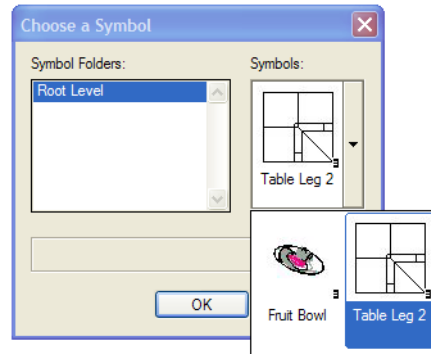 Choose a Symbol
Symbol Folders:
Symbols:
Root Level
Table Leg 2
OK
Fruit Bowl
Table Leg 2